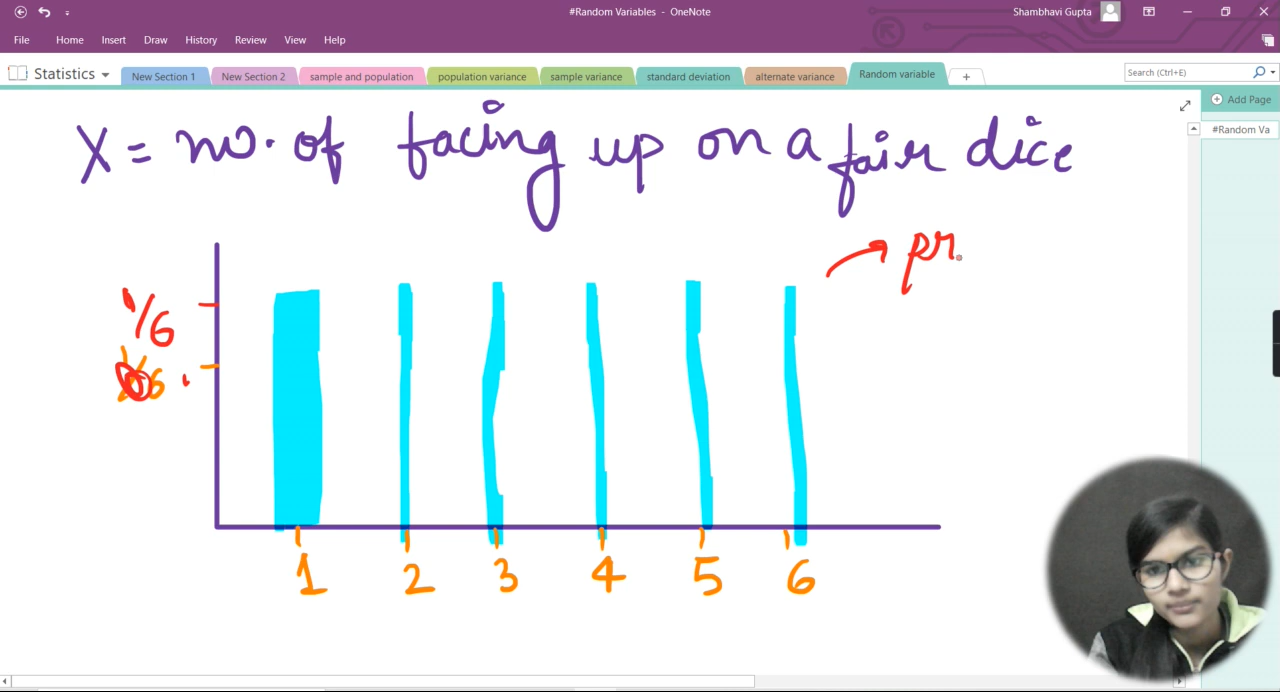 #Random Variables - OneNote
Shambhavi Gupta
File Home Insert Draw History Review View Help
Statistics
New Section 1
New Section 2
sample and population
population variance
sample variance
standard deviation
alternate variance
Random variable
+
Search (Ctrl+E)
Add Page
#Random Va
X = no. of facing up on a fair dice
pr
1/6
1 2 3 4 5 6